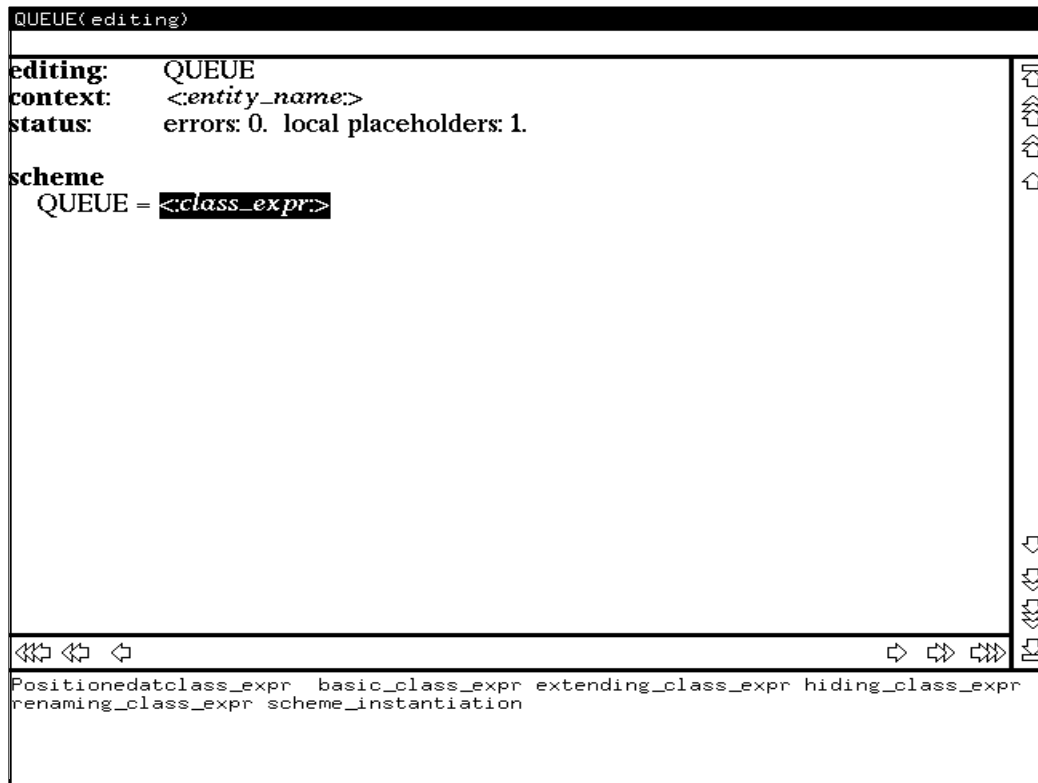 QUEUE(editing)
editing: QUEUE
context: <:entity_name:>
status: errors: 0. local placeholders: 1.
scheme
QUEUE = <:class_expr:>
Positionedatclass_expr basic_class_expr extending_class_expr hiding_class_expr
renaming_class_expr scheme_instantiation